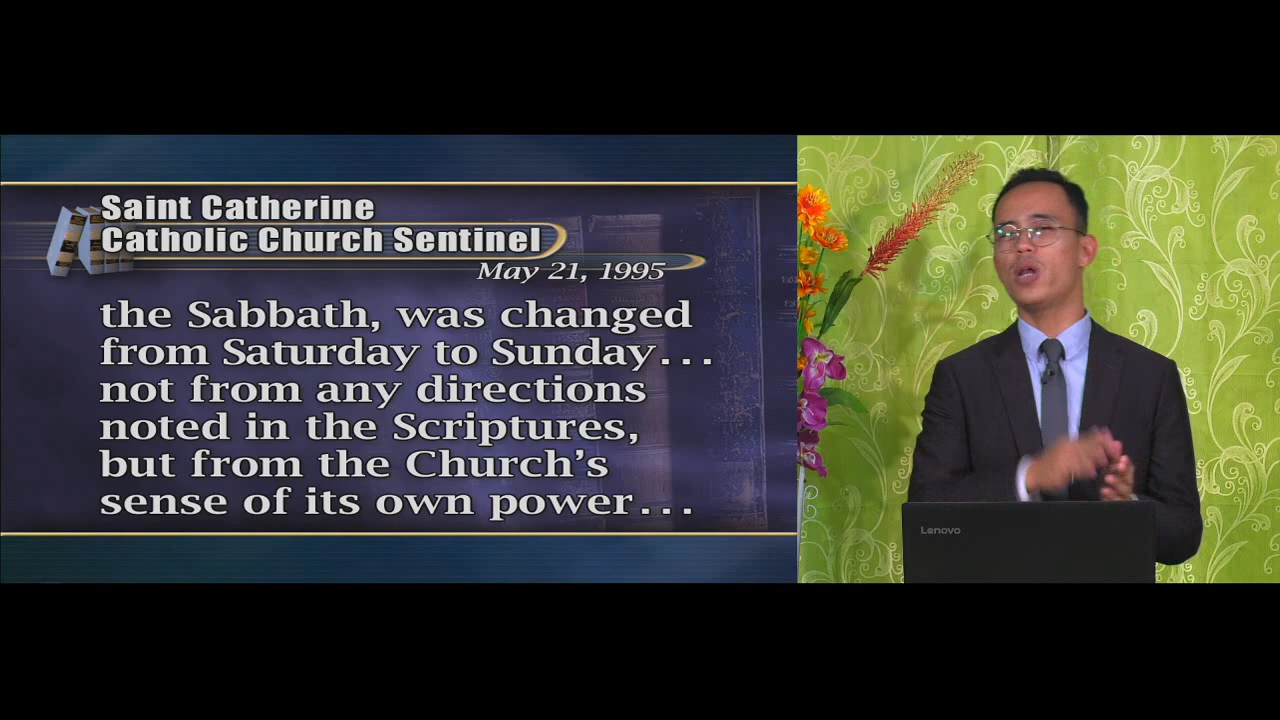 Saint Catherine
Catholic Church Sentinel
May 21, 1995
the Sabbath, was changed
from Saturday to Sunday...
not from any directions
noted in the Scriptures,
but from the Church's
sense of its own power...
Lenovo